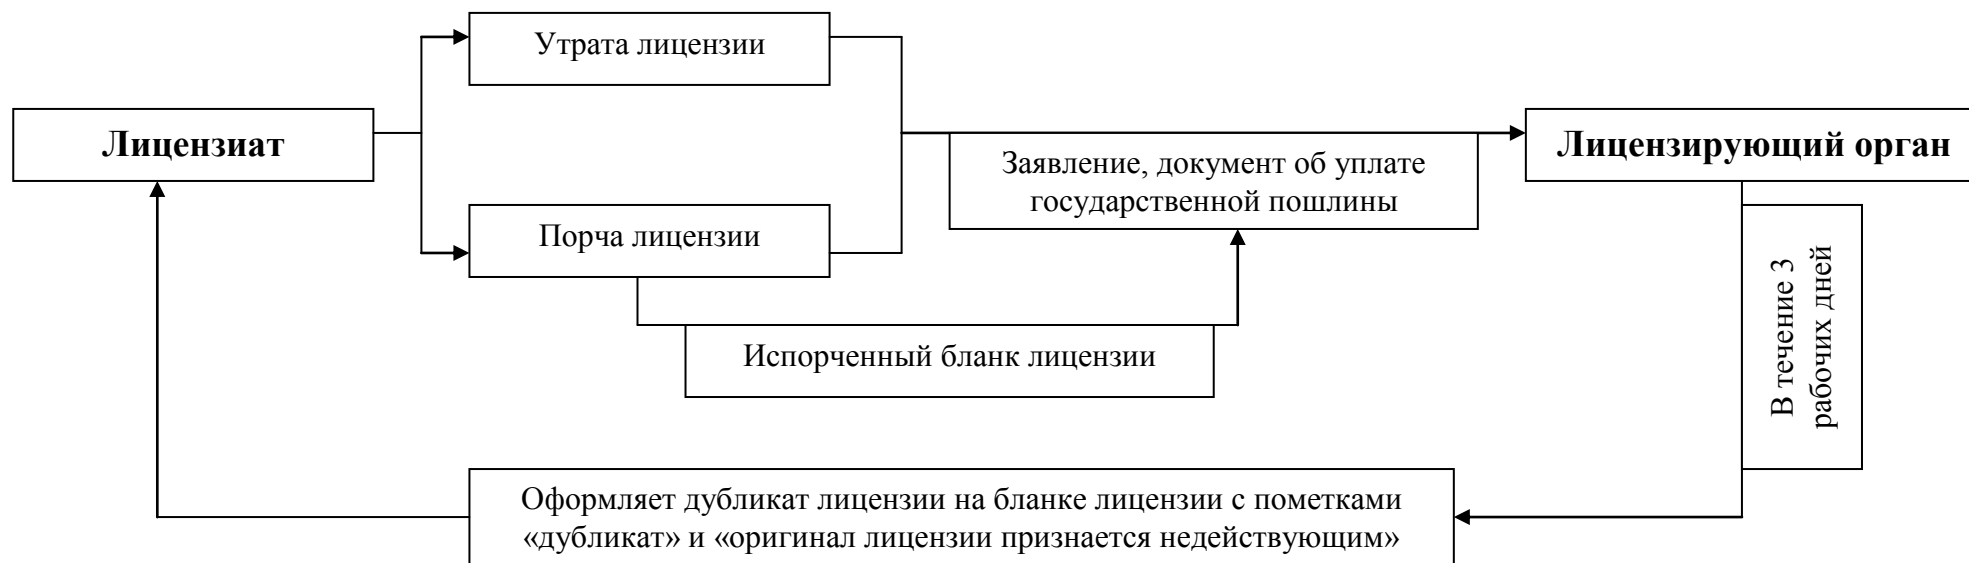 Утрата лицензии
Лицензиат
Порча лицензии
Заявление, документ об уплате
государственной пошлины
Лицензирующий орган
Испорченный бланк лицензии
В течение 3
рабочих дней
Оформляет дубликат лицензии на бланке лицензии с пометками
«дубликат» и «оригинал лицензии признается недействующим»